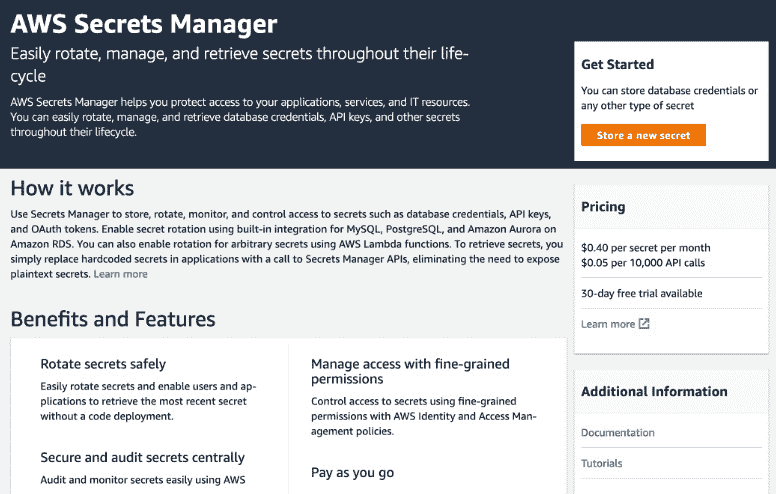 AWS Secrets Manager
Easily rotate, manage, and retrieve secrets throughout their life-
cycle
AWS Secrets Manager helps you protect access to your applications, services, and IT resources.
You can easily rotate, manage, and retrieve database credentials, API keys, and other secrets
throughout their lifecycle.
Get Started
You can store database credentials or
any other type of secret
Store a new secret
How it works
Use Secrets Manager to store, rotate, monitor, and control access to secrets such as database credentials, API keys,
and OAuth tokens. Enable secret rotation using built-in integration for MySQL, PostgreSQL, and Amazon Aurora on
Amazon RDS. You can also enable rotation for arbitrary secrets using AWS Lambda functions. To retrieve secrets, you
simply replace hardcoded secrets in applications with a call to Secrets Manager APIs, eliminating the need to expose
plaintext secrets. Learn more
Pricing
$0.40 per secret per month
$0.05 per 10,000 API calls
30-day free trial available
Learn more
Benefits and Features
Rotate secrets safely
Easily rotate secrets and enable users and ap-
plications to retrieve the most recent secret
without a code deployment.
Manage access with fine-grained
permissions
Control access to secrets using fine-grained
permissions with AWS Identity and Access Man-
agement policies.
Secure and audit secrets centrally
Audit and monitor secrets easily using AWS
Pay as you go
Additional Information
Documentation
Tutorials